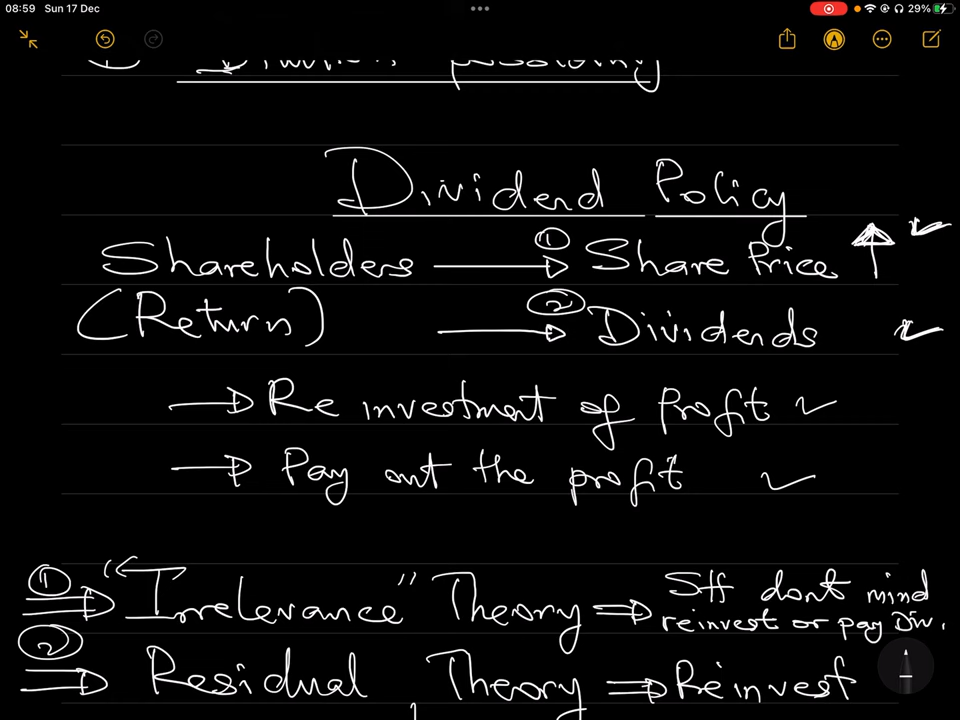 08:59 Sun 17 Dec
29%
Dividend Policy
Shareholders ① Share Price
(Return) ② Dividends
Re investment of profit
Pay out the profit
① "Irrelevance" Theory ⇒ SH don't mind
reinvest or pay Div.
② Residual Theory ⇒ Reinvest